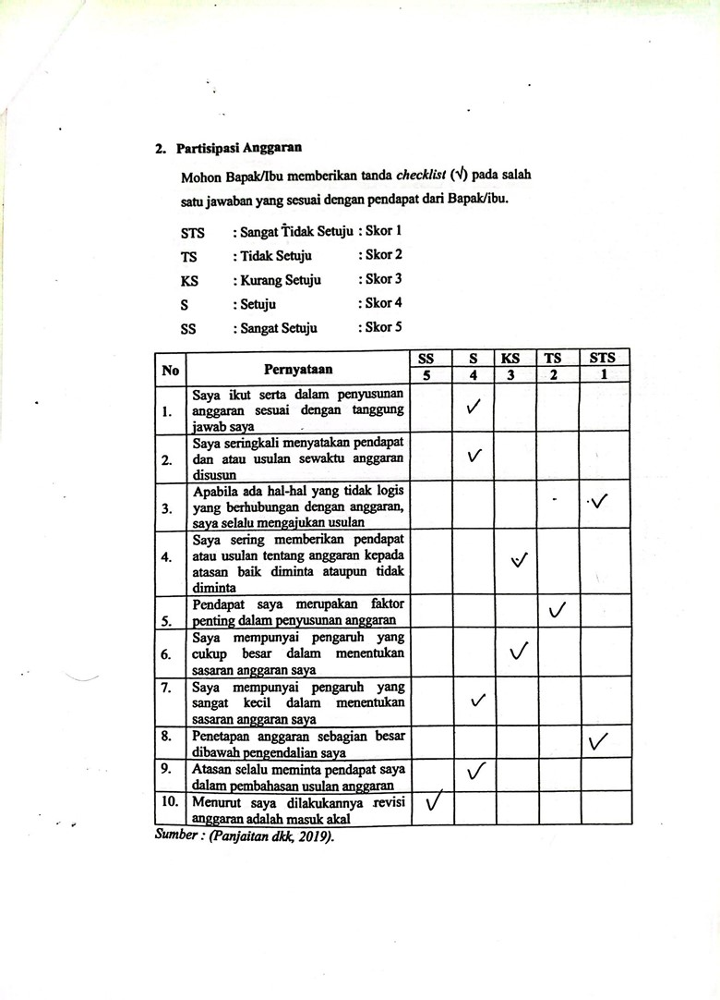 2. Partisipasi Anggaran
Mohon Bapak/Ibu memberikan tanda checklist (√) pada salah
satu jawaban yang sesuai dengan pendapat dari Bapak/ibu.
STS : Sangat Tidak Setuju : Skor 1
TS : Tidak Setuju : Skor 2
KS : Kurang Setuju : Skor 3
S : Setuju : Skor 4
SS : Sangat Setuju : Skor 5
No Pernyataan SS S KS TS STS
5 4 3 2 1
Saya ikut serta dalam penyusunan
1. anggaran sesuai dengan tanggung ✓
jawab saya
Saya seringkali menyatakan pendapat
2. dan atau usulan sewaktu anggaran ✓
disusun
Apabila ada hal-hal yang tidak logis
3. yang berhubungan dengan anggaran, ✓
saya selalu mengajukan usulan
Saya sering memberikan pendapat
4. atau usulan tentang anggaran kepada ✓
atasan baik diminta ataupun tidak
diminta
Pendapat saya merupakan faktor
5. penting dalam penyusunan anggaran ✓
Saya mempunyai pengaruh yang
6. cukup besar dalam menentukan ✓
sasaran anggaran saya
7. Saya mempunyai pengaruh yang
sangat kecil dalam menentukan ✓
sasaran anggaran saya
8. Penetapan anggaran sebagian besar ✓
dibawah pengendalian saya
9. Atasan selalu meminta pendapat saya ✓
dalam pembahasan usulan anggaran
10. Menurut saya dilakukannya revisi ✓
anggaran adalah masuk akal
Sumber : (Panjaitan dkk, 2019).